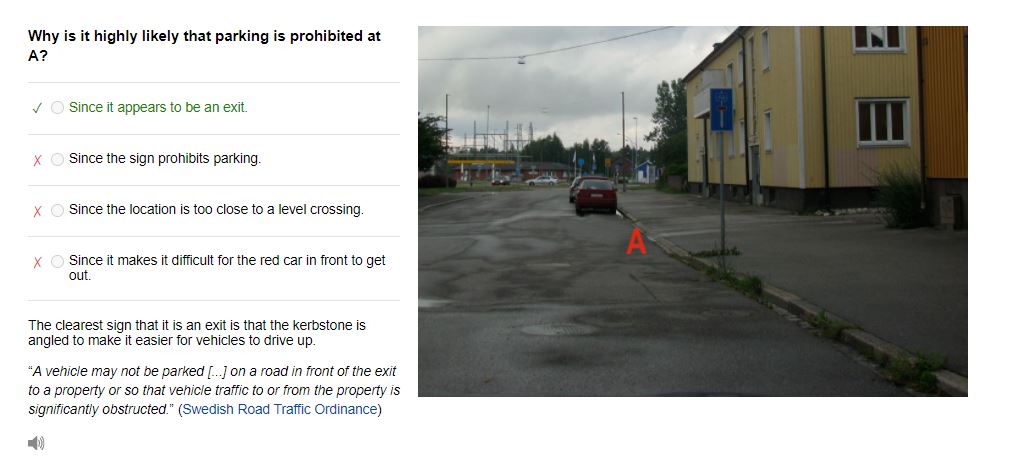 Why is it highly likely that parking is prohibited at
A?
✓ Since it appears to be an exit.
✗ Since the sign prohibits parking.
✗ Since the location is too close to a level crossing.
✗ Since it makes it difficult for the red car in front to get
out.
The clearest sign that it is an exit is that the kerbstone is
angled to make it easier for vehicles to drive up.
“A vehicle may not be parked [...] on a road in front of the exit
to a property or so that vehicle traffic to or from the property is
significantly obstructed.” (Swedish Road Traffic Ordinance)
A